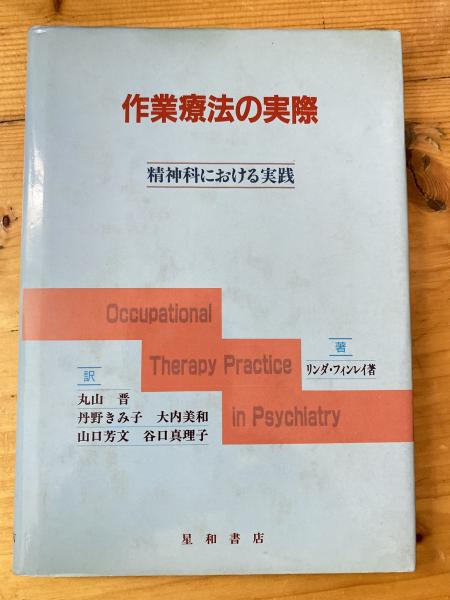 作業療法の実際
精神科における実践
Occupational
Therapy Practice
in Psychiatry
著
リンダ・フィンレイ著
訳
丸山 晋
丹野きみ子 大内美和
山口芳文 谷口真理子
星和書店